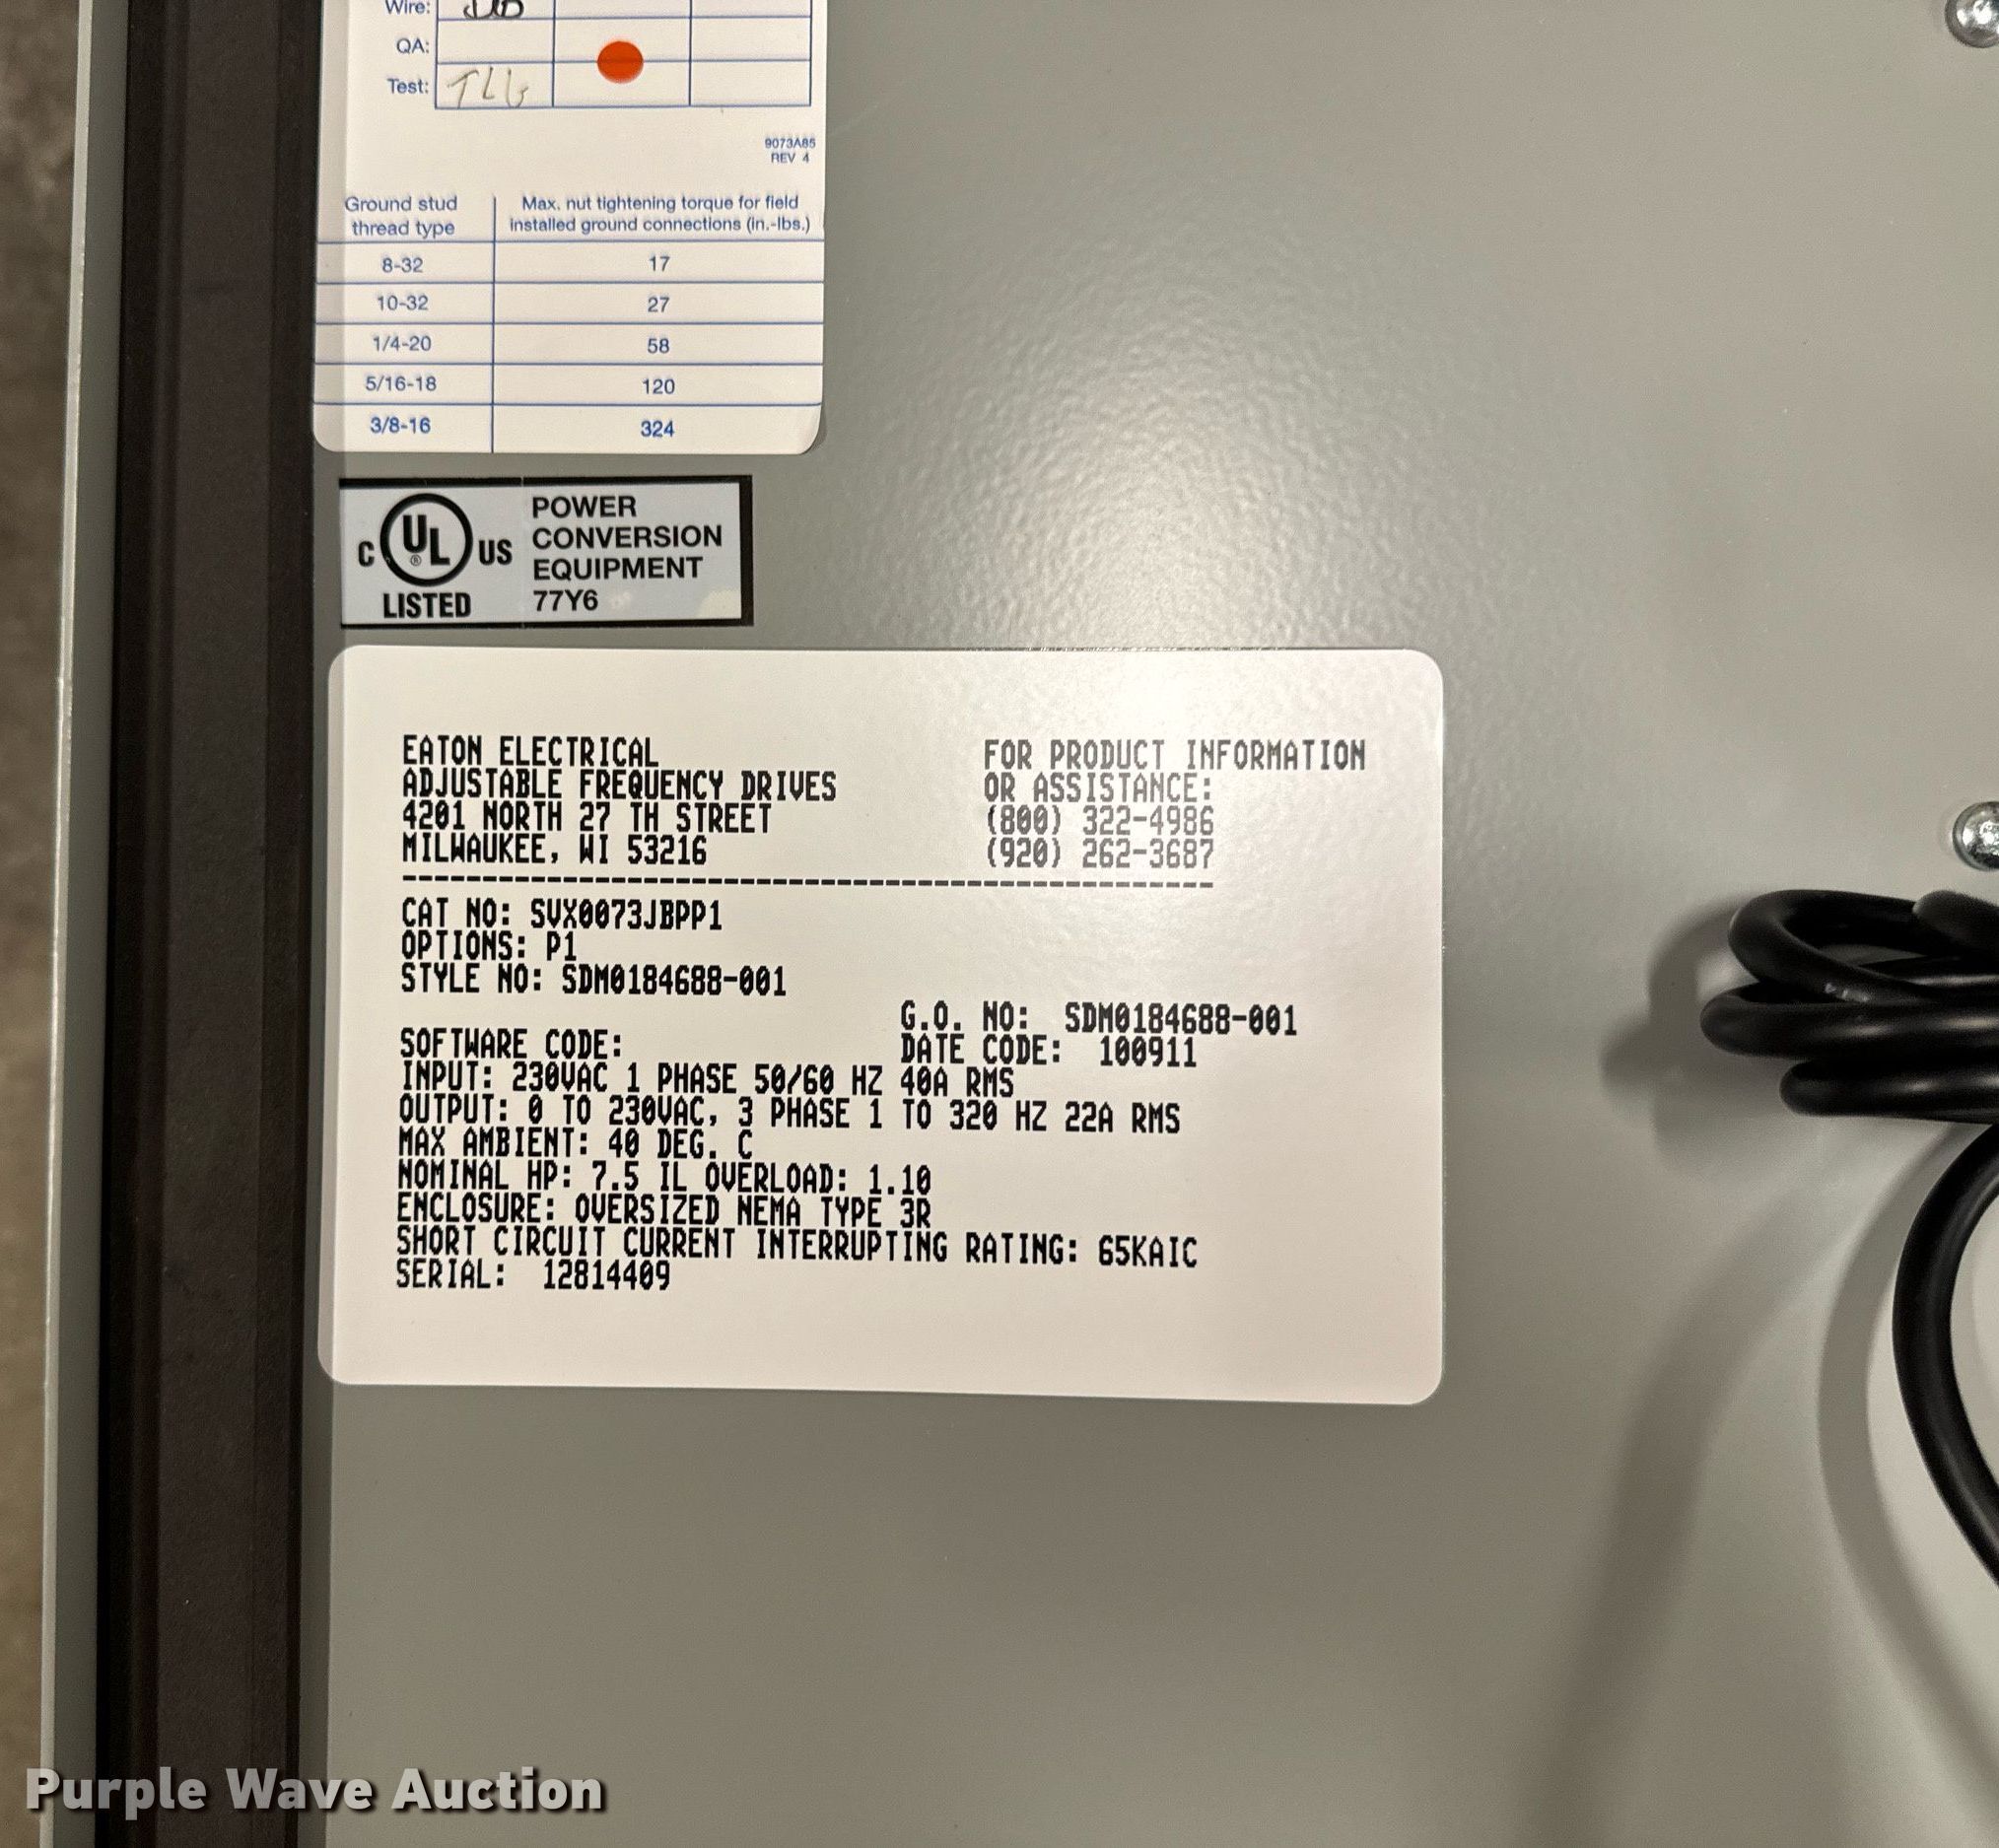 Wire:
QA:
Test: TLG
9073A85
REV 4
Ground stud thread type Max. nut tightening torque for field installed ground connections (in.-lbs.)
8-32 17
10-32 27
1/4-20 58
5/16-18 120
3/8-16 324
C UL® US
LISTED
POWER
CONVERSION
EQUIPMENT
77Y6
EATON ELECTRICAL
ADJUSTABLE FREQUENCY DRIVES
4201 NORTH 27 TH STREET
MILWAUKEE, WI 53216
FOR PRODUCT INFORMATION
OR ASSISTANCE:
(800) 322-4986
(920) 262-3687
--------------------------------------------------
CAT NO: SVX0073JBPP1
OPTIONS: P1
STYLE NO: SDM0184688-001
G.O. NO: SDM0184688-001
SOFTWARE CODE: DATE CODE: 100911
INPUT: 230VAC 1 PHASE 50/60 HZ 40A RMS
OUTPUT: 0 TO 230VAC, 3 PHASE 1 TO 320 HZ 22A RMS
MAX AMBIENT: 40 DEG. C
NOMINAL HP: 7.5 IL OVERLOAD: 1.10
ENCLOSURE: OVERSIZED NEMA TYPE 3R
SHORT CIRCUIT CURRENT INTERRUPTING RATING: 65KAIC
SERIAL: 12814409
Purple Wave Auction